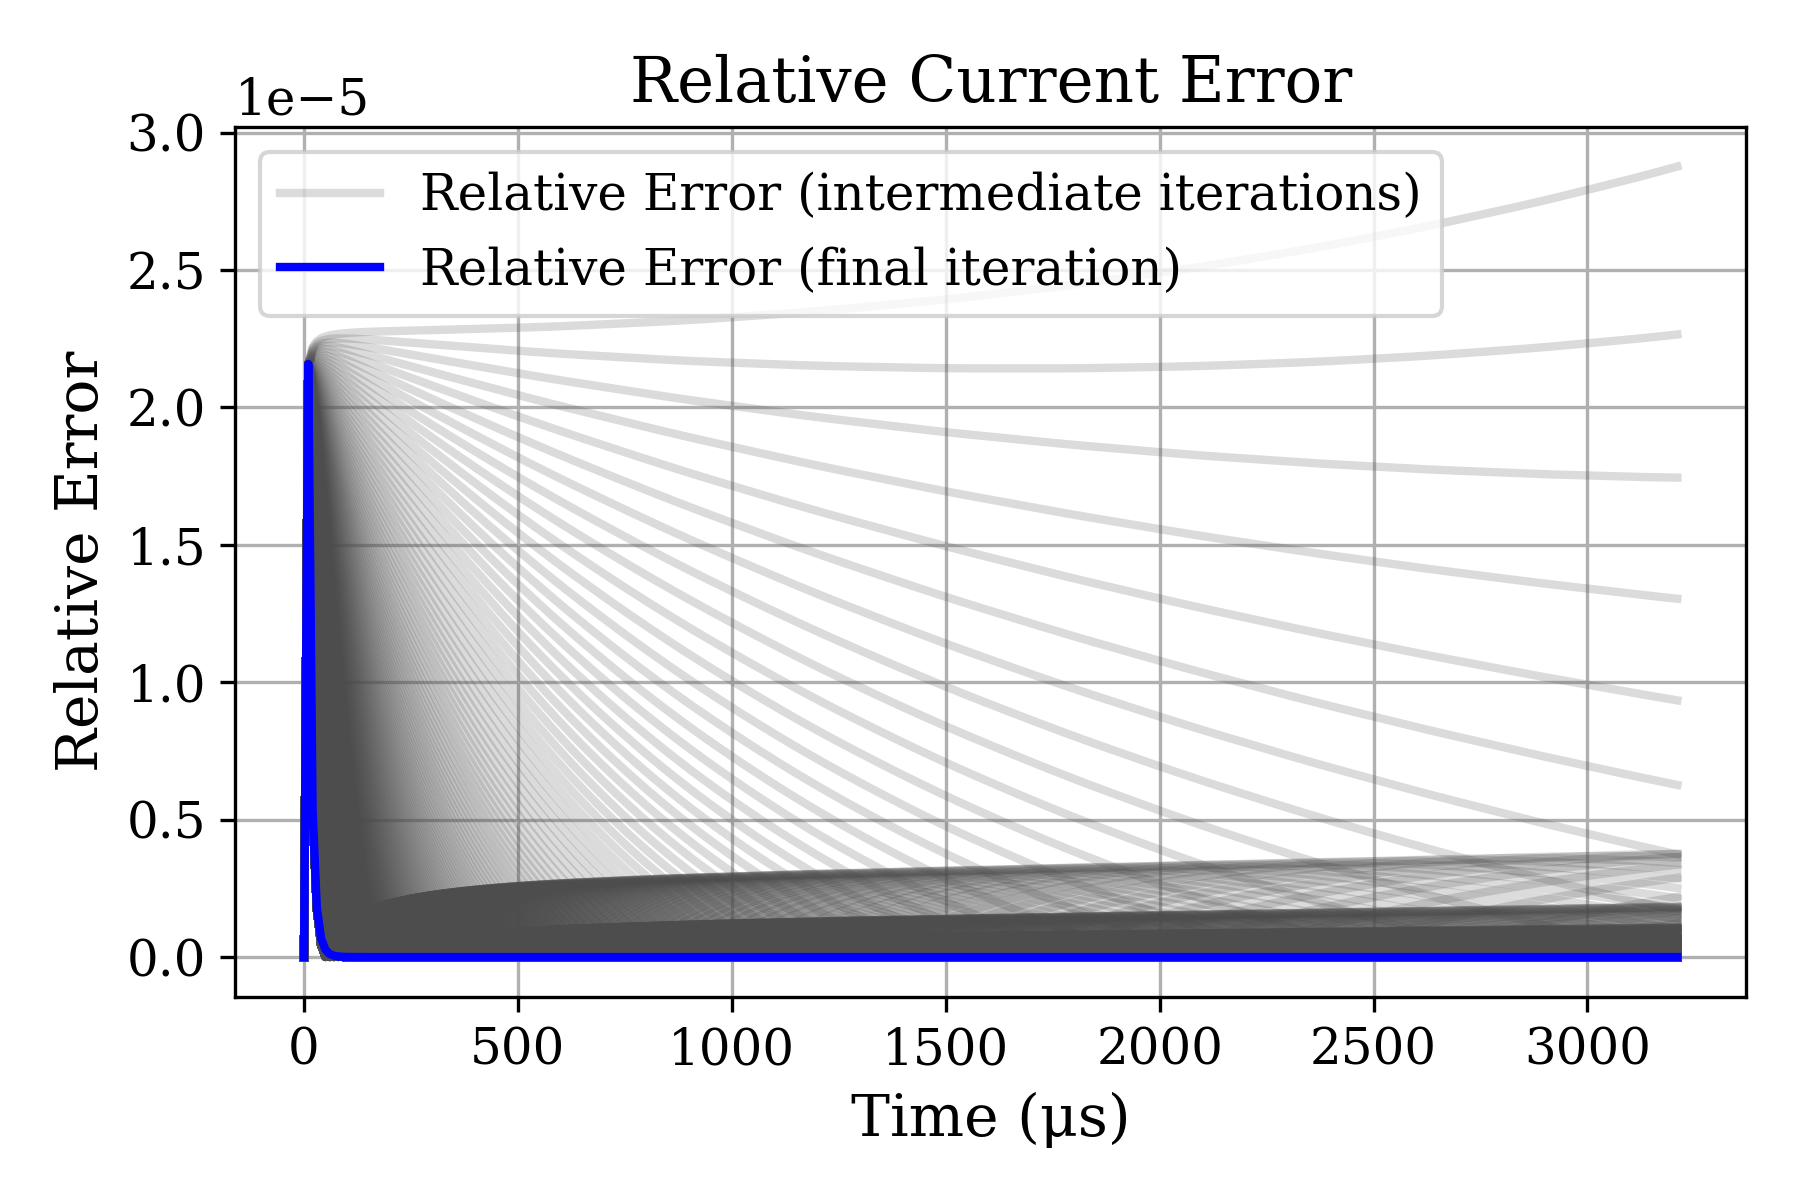 Relative Current Error
1e−5
3.0
2.5
2.0
1.5
1.0
0.5
0.0
Relative Error
Relative Error (intermediate iterations)
Relative Error (final iteration)
0 500 1000 1500 2000 2500 3000
Time (µs)